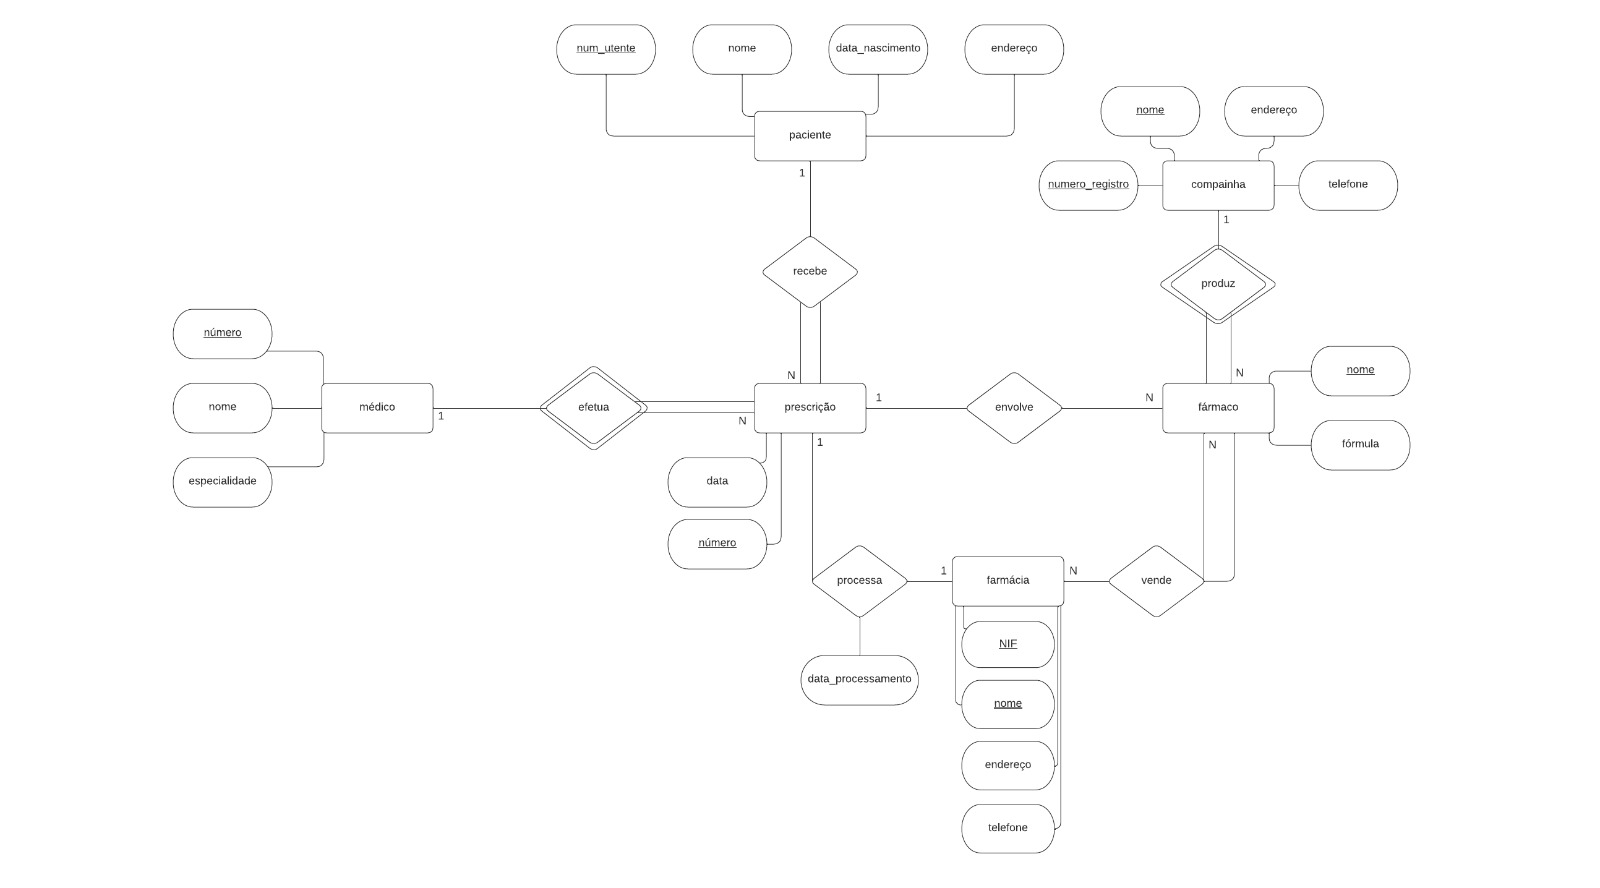 num_utente
nome
data_nascimento
endereço
paciente
1
nome
endereço
numero_registro
compainha
telefone
1
recebe
produz
N
N
número
nome
especialidade
médico
1
efetua
N
prescrição
1
envolve
N
fármaco
nome
fórmula
1
N
data
número
processa
1
farmácia
N
vende
data_processamento
NIF
nome
endereço
telefone